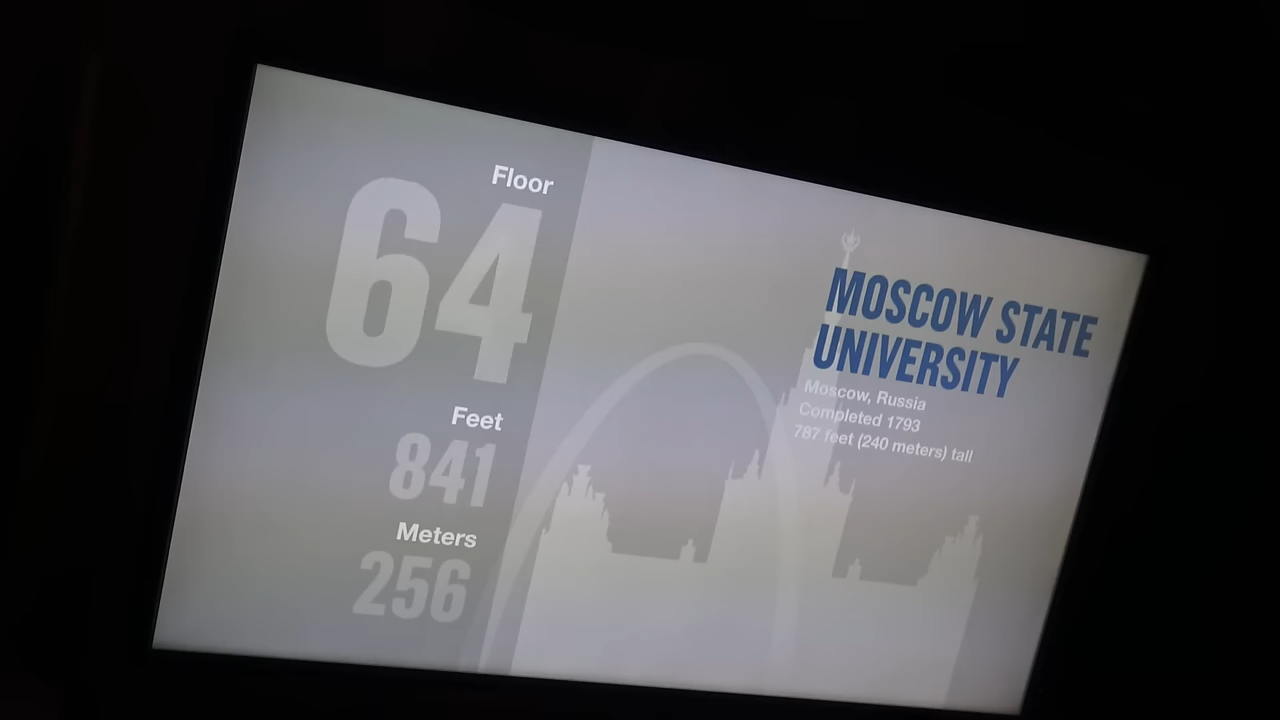 Floor
64
Feet
841
Meters
256
MOSCOW STATE
UNIVERSITY
Moscow, Russia
Completed 1793
787 feet (240 meters) tall